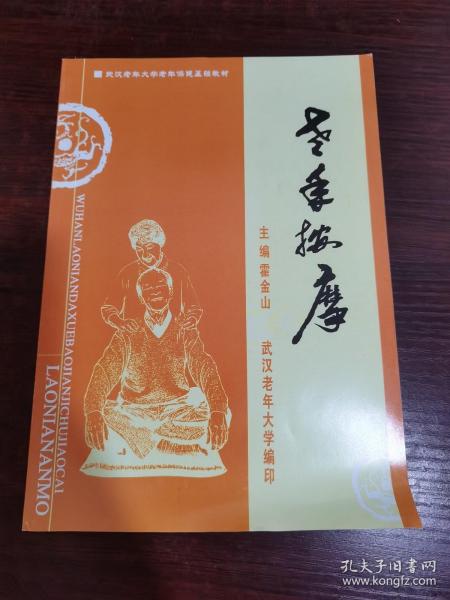 武汉老年大学老年保健基础教材
老年按摩
主编 霍金山
武汉老年大学编印
WUHANLAONIANDAXUEBAOJIANJICHUJIAOCAI
LAONIANANMO
孔夫子旧书网
www.kongfz.com